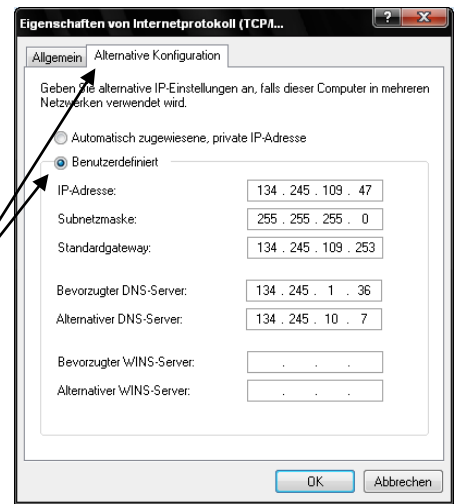 Eigenschaften von Internetprotokoll (TCP/I...
Allgemein Alternative Konfiguration
Geben Sie alternative IP-Einstellungen an, falls dieser Computer in mehreren
Netzwerken verwendet wird.
Automatisch zugewiesene, private IP-Adresse
Benutzerdefiniert
IP-Adresse: 134 . 245 . 109 . 47
Subnetzmaske: 255 . 255 . 255 . 0
Standardgateway: 134 . 245 . 109 . 253
Bevorzugter DNS-Server: 134 . 245 . 1 . 36
Alternativer DNS-Server: 134 . 245 . 10 . 7
Bevorzugter WINS-Server: . . .
Alternativer WINS-Server: . . .
OK Abbrechen